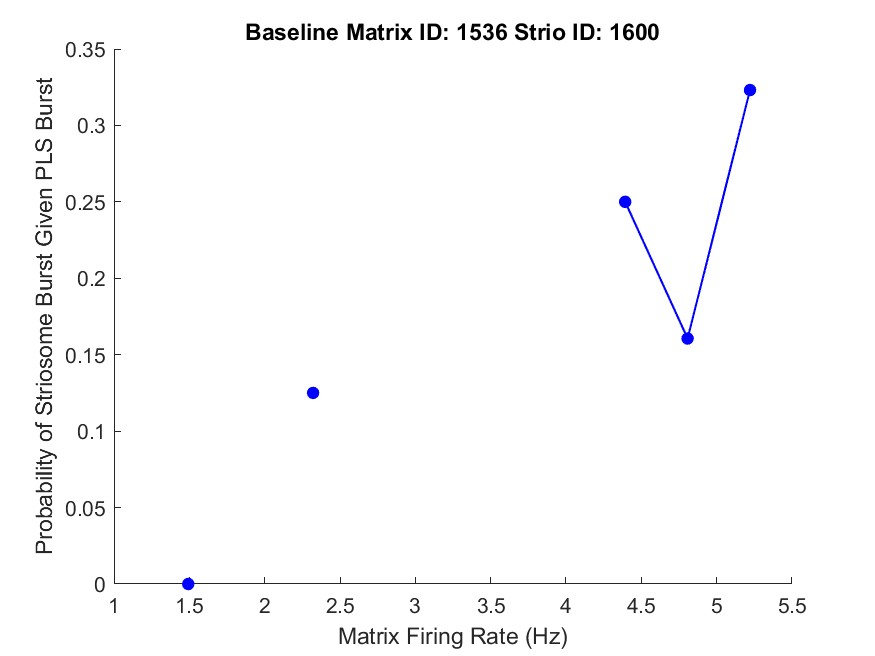 Baseline Matrix ID: 1536 Strio ID: 1600
Probability of Striosome Burst Given PLS Burst
0.35
0.3
0.25
0.2
0.15
0.1
0.05
0
1 1.5 2 2.5 3 3.5 4 4.5 5 5.5
Matrix Firing Rate (Hz)